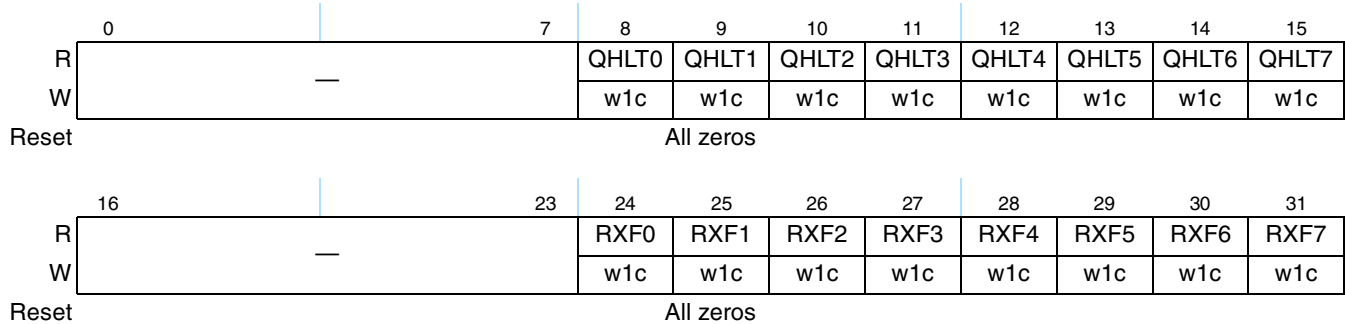 0 7 8 9 10 11 12 13 14 15
R — QHLT0 QHLT1 QHLT2 QHLT3 QHLT4 QHLT5 QHLT6 QHLT7
W w1c w1c w1c w1c w1c w1c w1c w1c
Reset All zeros
16 23 24 25 26 27 28 29 30 31
R — RXF0 RXF1 RXF2 RXF3 RXF4 RXF5 RXF6 RXF7
W w1c w1c w1c w1c w1c w1c w1c w1c
Reset All zeros